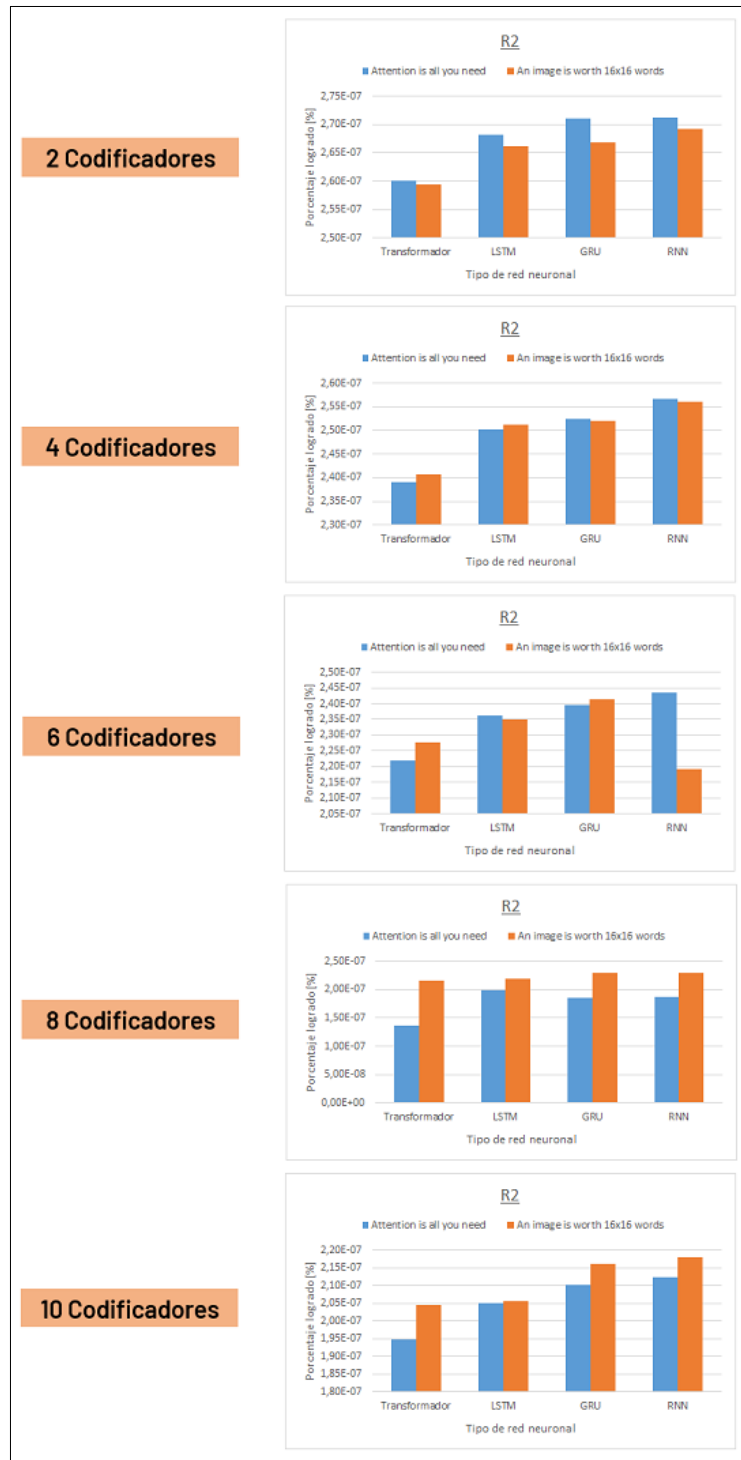 R2
Attention is all you need An image is worth 16x16 words
2 Codificadores
Porcentaje logrado [%]
2,75E-07
2,70E-07
2,65E-07
2,60E-07
2,55E-07
2,50E-07
Transformador LSTM GRU RNN
Tipo de red neuronal
R2
Attention is all you need An image is worth 16x16 words
4 Codificadores
Porcentaje logrado [%]
2,60E-07
2,55E-07
2,50E-07
2,45E-07
2,40E-07
2,35E-07
2,30E-07
Transformador LSTM GRU RNN
Tipo de red neuronal
R2
Attention is all you need An image is worth 16x16 words
6 Codificadores
Porcentaje logrado [%]
2,50E-07
2,45E-07
2,40E-07
2,35E-07
2,30E-07
2,25E-07
2,20E-07
2,15E-07
2,10E-07
2,05E-07
Transformador LSTM GRU RNN
Tipo de red neuronal
R2
Attention is all you need An image is worth 16x16 words
8 Codificadores
Porcentaje logrado [%]
2,50E-07
2,00E-07
1,50E-07
1,00E-07
5,00E-08
0,00E+00
Transformador LSTM GRU RNN
Tipo de red neuronal
R2
Attention is all you need An image is worth 16x16 words
10 Codificadores
Porcentaje logrado [%]
2,20E-07
2,15E-07
2,10E-07
2,05E-07
2,00E-07
1,95E-07
1,90E-07
1,85E-07
1,80E-07
Transformador LSTM GRU RNN
Tipo de red neuronal